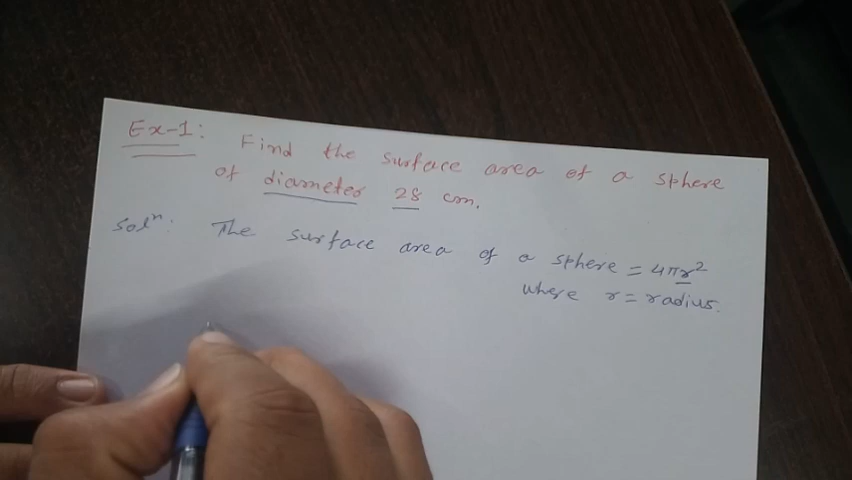 Ex-1: Find the surface area of a sphere
of diameter 28 cm.
Solⁿ: The surface area of a sphere = 4πr²
where r = radius.